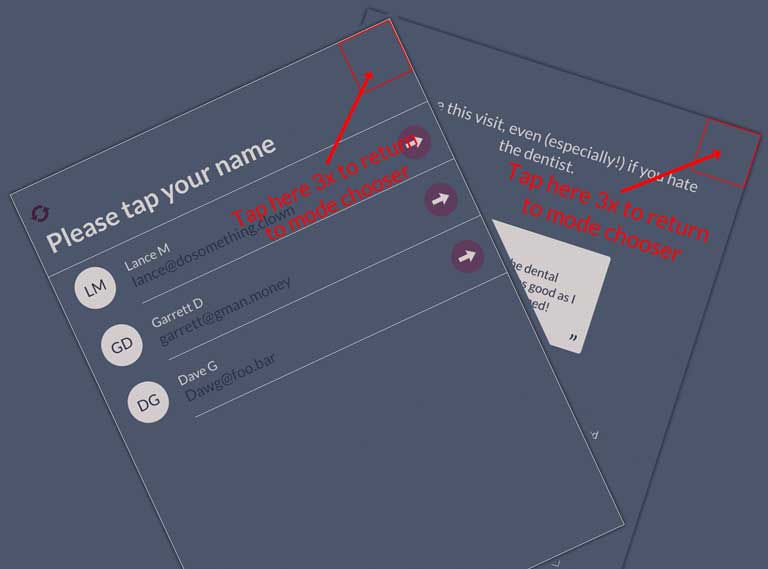 Please tap your name
Tap here 3x to return
to mode chooser
LM
Lance M
lance@dosomething.clown
GD
Garrett D
garrett@gman.money
DG
Dave G
Dawg@foo.bar
this visit, even (especially!) if you hate
the dentist.
Tap here 3x to return
to mode chooser
dental
good as I
”